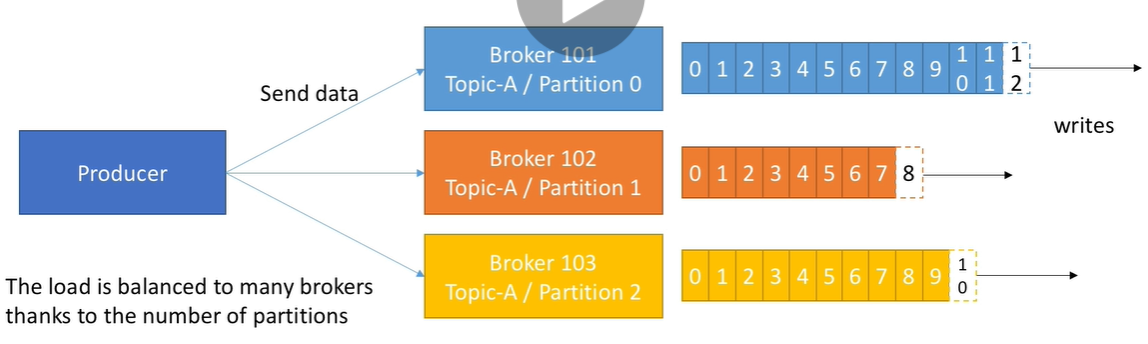 Producer
Send data
Broker 101
Topic-A / Partition 0
0 1 2 3 4 5 6 7 8 9 10 11 12
writes
Broker 102
Topic-A / Partition 1
0 1 2 3 4 5 6 7 8
Broker 103
Topic-A / Partition 2
0 1 2 3 4 5 6 7 8 9 10
The load is balanced to many brokers
thanks to the number of partitions